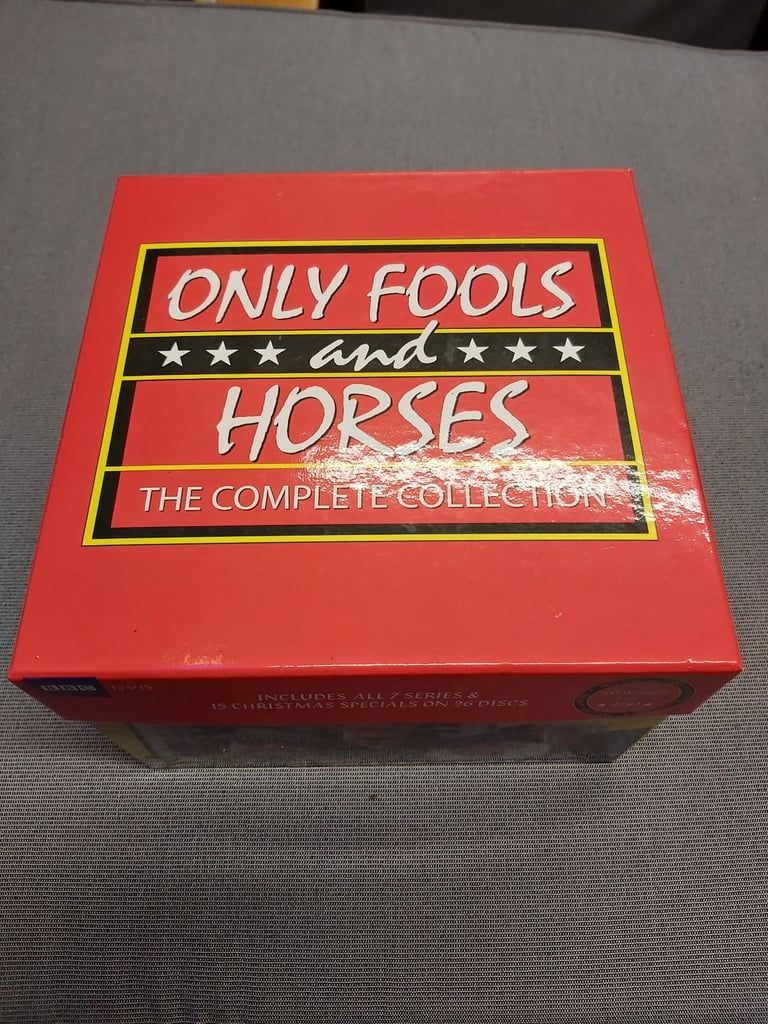 ONLY FOOLS
and
HORSES
THE COMPLETE COLLECTION
BBC DVD
INCLUDES ALL 7 SERIES &
15 CHRISTMAS SPECIALS ON 26 DISCS